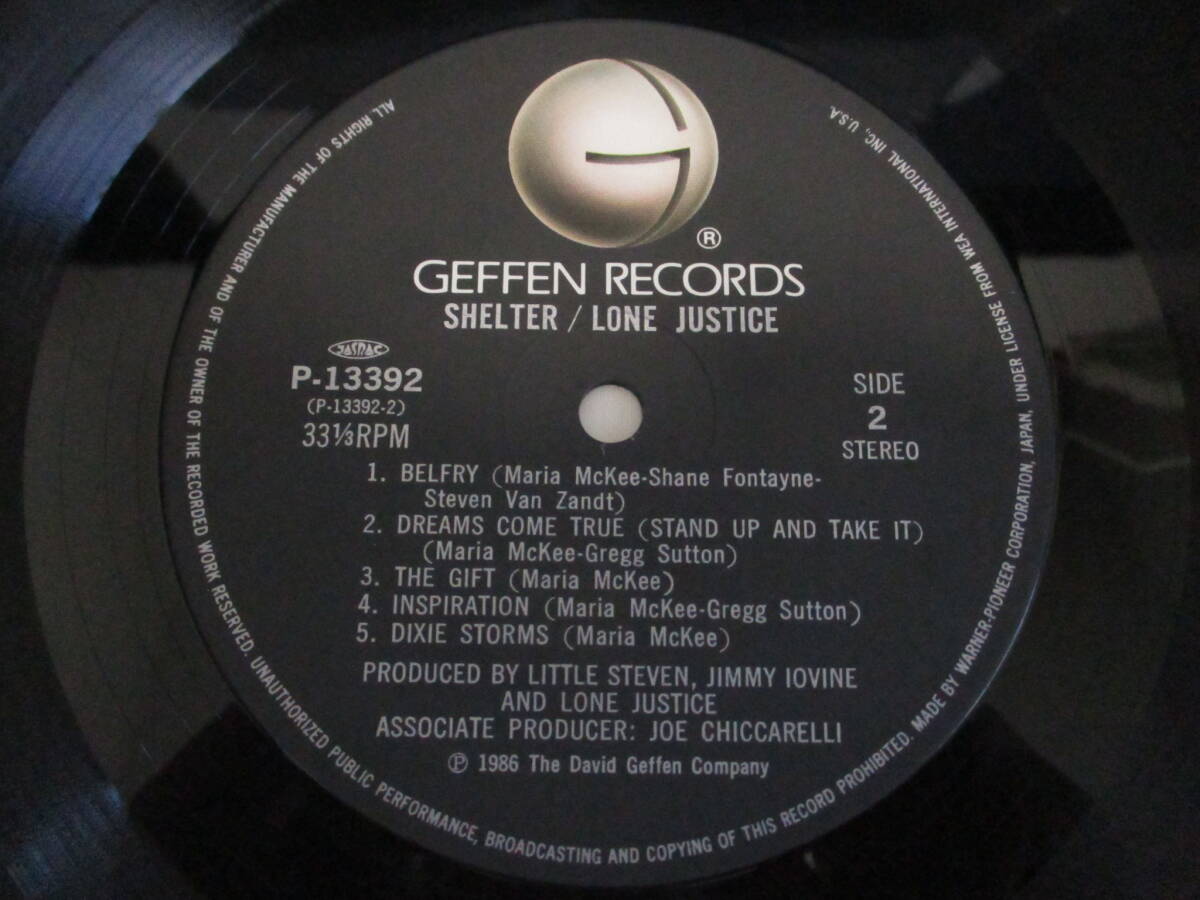 ®
GEFFEN RECORDS
SHELTER / LONE JUSTICE
JASRAC
P-13392
(P-13392-2)
33⅓RPM
SIDE
2
STEREO
1. BELFRY (Maria McKee-Shane Fontayne-
Steven Van Zandt)
2. DREAMS COME TRUE (STAND UP AND TAKE IT)
(Maria McKee-Gregg Sutton)
3. THE GIFT (Maria McKee)
4. INSPIRATION (Maria McKee-Gregg Sutton)
5. DIXIE STORMS (Maria McKee)
PRODUCED BY LITTLE STEVEN, JIMMY IOVINE
AND LONE JUSTICE
ASSOCIATE PRODUCER: JOE CHICCARELLI
℗ 1986 The David Geffen Company
ALL RIGHTS OF THE MANUFACTURER AND OF THE OWNER OF THE RECORDED WORK RESERVED. UNAUTHORIZED PUBLIC PERFORMANCE, BROADCASTING AND COPYING OF THIS RECORD PROHIBITED. MADE BY WARNER-PIONEER CORPORATION, JAPAN, UNDER LICENSE FROM WEA INTERNATIONAL INC., U.S.A.